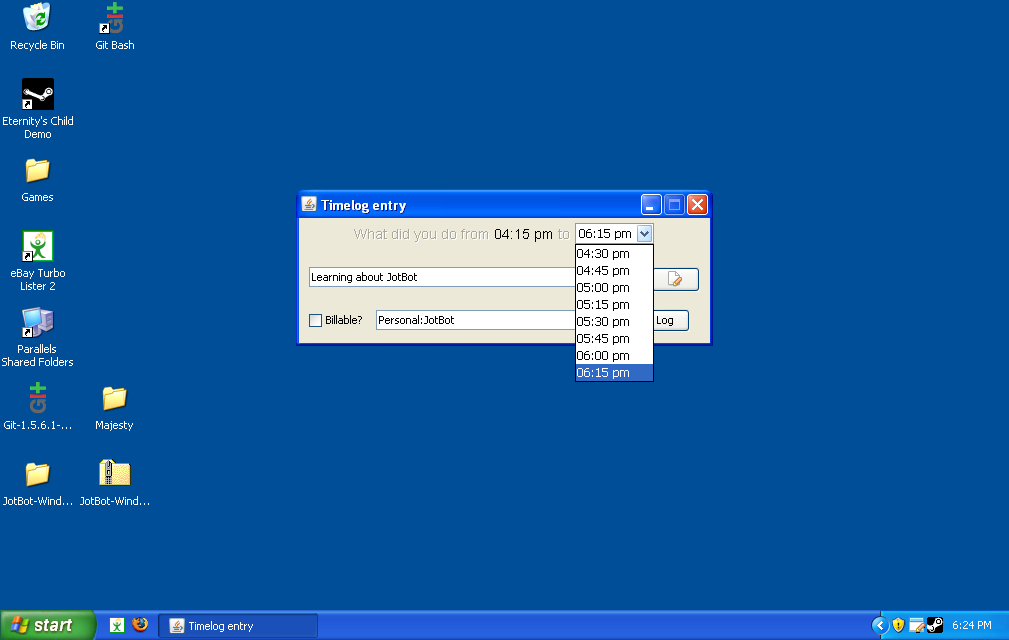 Recycle Bin
Git Bash
Eternity's Child
Demo
Games
eBay Turbo
Lister 2
Parallels
Shared Folders
Git-1.5.6.1-...
Majesty
JotBot-Wind...
JotBot-Wind...
Timelog entry
What did you do from 04:15 pm to 06:15 pm
04:30 pm
04:45 pm
05:00 pm
05:15 pm
05:30 pm
05:45 pm
06:00 pm
06:15 pm
Learning about JotBot
Billable? Personal:JotBot Log
start
Timelog entry
6:24 PM